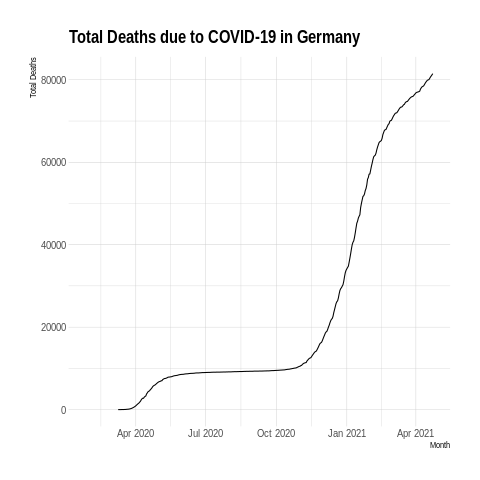 Total Deaths due to COVID-19 in Germany
Total Deaths
80000
60000
40000
20000
0
Apr 2020 Jul 2020 Oct 2020 Jan 2021 Apr 2021
Month